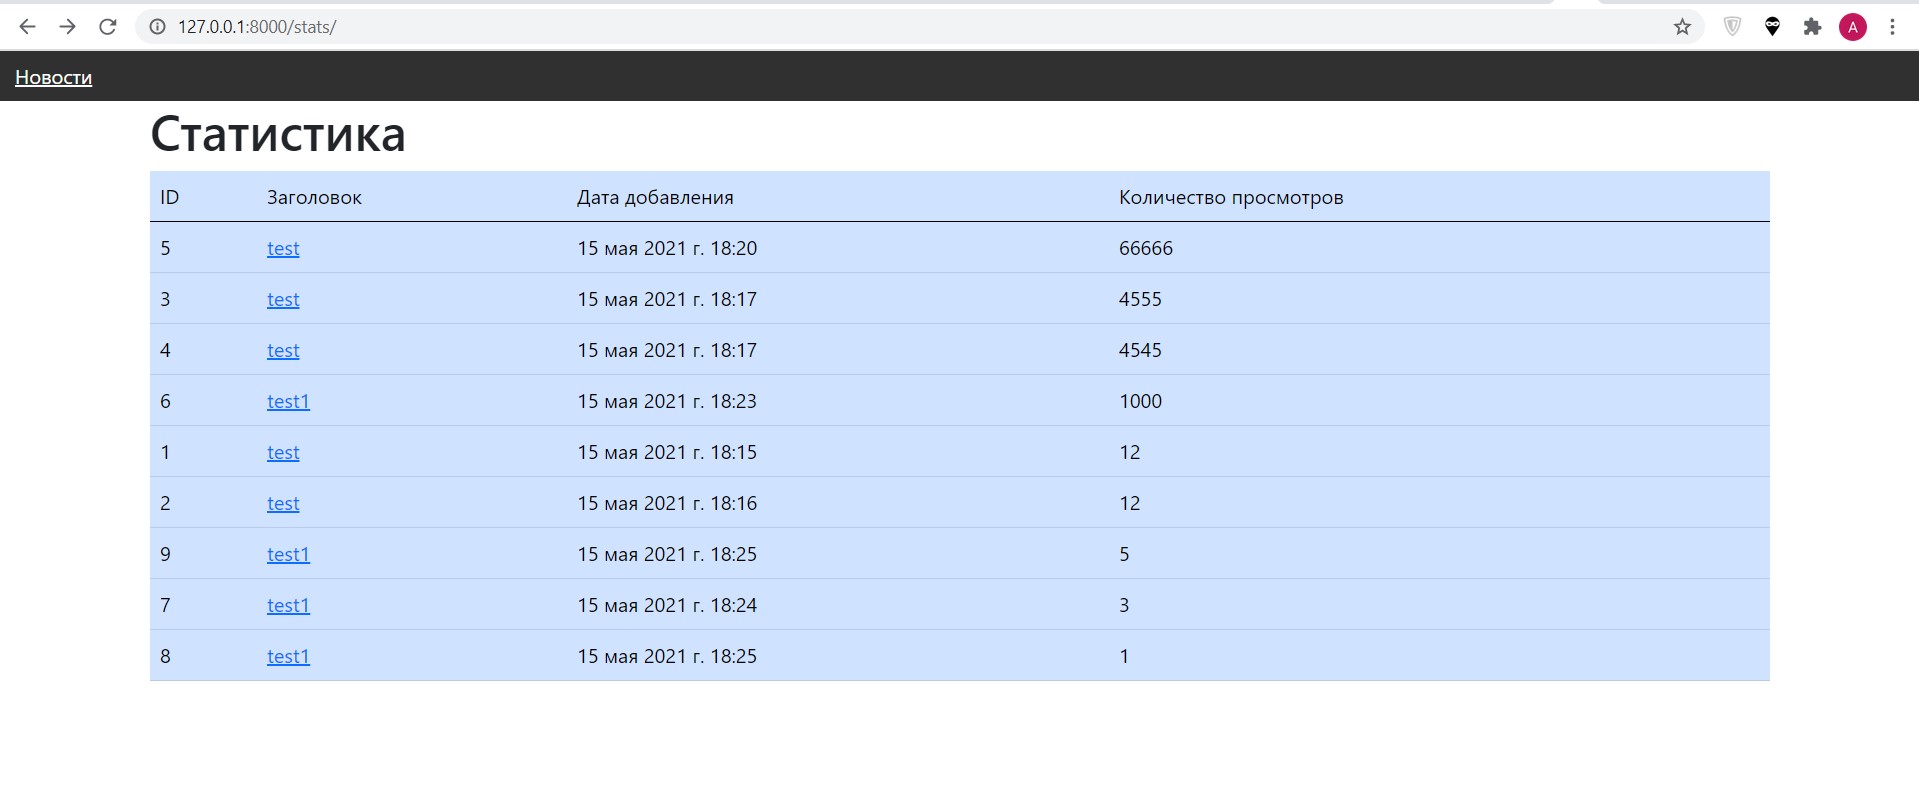 127.0.0.1:8000/stats/
A
Новости
Статистика
ID Заголовок Дата добавления Количество просмотров
5 test 15 мая 2021 г. 18:20 66666
3 test 15 мая 2021 г. 18:17 4555
4 test 15 мая 2021 г. 18:17 4545
6 test1 15 мая 2021 г. 18:23 1000
1 test 15 мая 2021 г. 18:15 12
2 test 15 мая 2021 г. 18:16 12
9 test1 15 мая 2021 г. 18:25 5
7 test1 15 мая 2021 г. 18:24 3
8 test1 15 мая 2021 г. 18:25 1